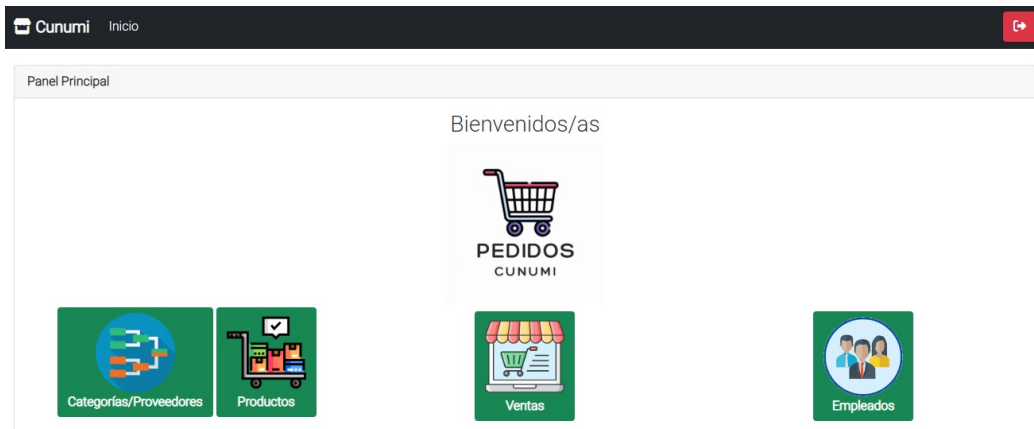 Cunumi Inicio
Panel Principal
Bienvenidos/as
PEDIDOS
CUNUMI
Categorías/Proveedores Productos Ventas Empleados